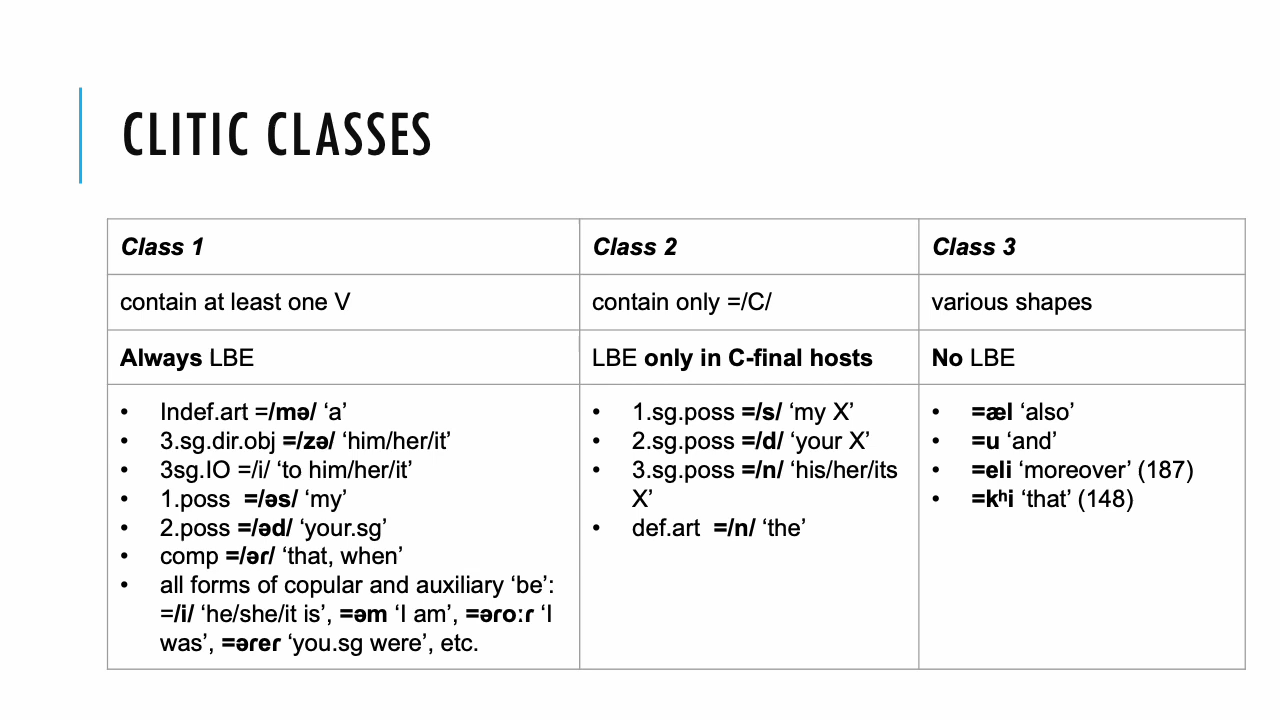 CLITIC CLASSES
Class 1
Class 2
Class 3
contain at least one V
contain only =/C/
various shapes
Always LBE
LBE only in C-final hosts
No LBE
• Indef.art =/mə/ ‘a’
• 3.sg.dir.obj =/zə/ ‘him/her/it’
• 3sg.IO =/i/ ‘to him/her/it’
• 1.poss =/əs/ ‘my’
• 2.poss =/əd/ ‘your.sg’
• comp =/əɾ/ ‘that, when’
• all forms of copular and auxiliary ‘be’:
=/i/ ‘he/she/it is’, =əm ‘I am’, =əɾoːɾ ‘I
was’, =əɾeɾ ‘you.sg were’, etc.
• 1.sg.poss =/s/ ‘my X’
• 2.sg.poss =/d/ ‘your X’
• 3.sg.poss =/n/ ‘his/her/its
X’
• def.art =/n/ ‘the’
• =æl ‘also’
• =u ‘and’
• =eli ‘moreover’ (187)
• =kʰi ‘that’ (148)